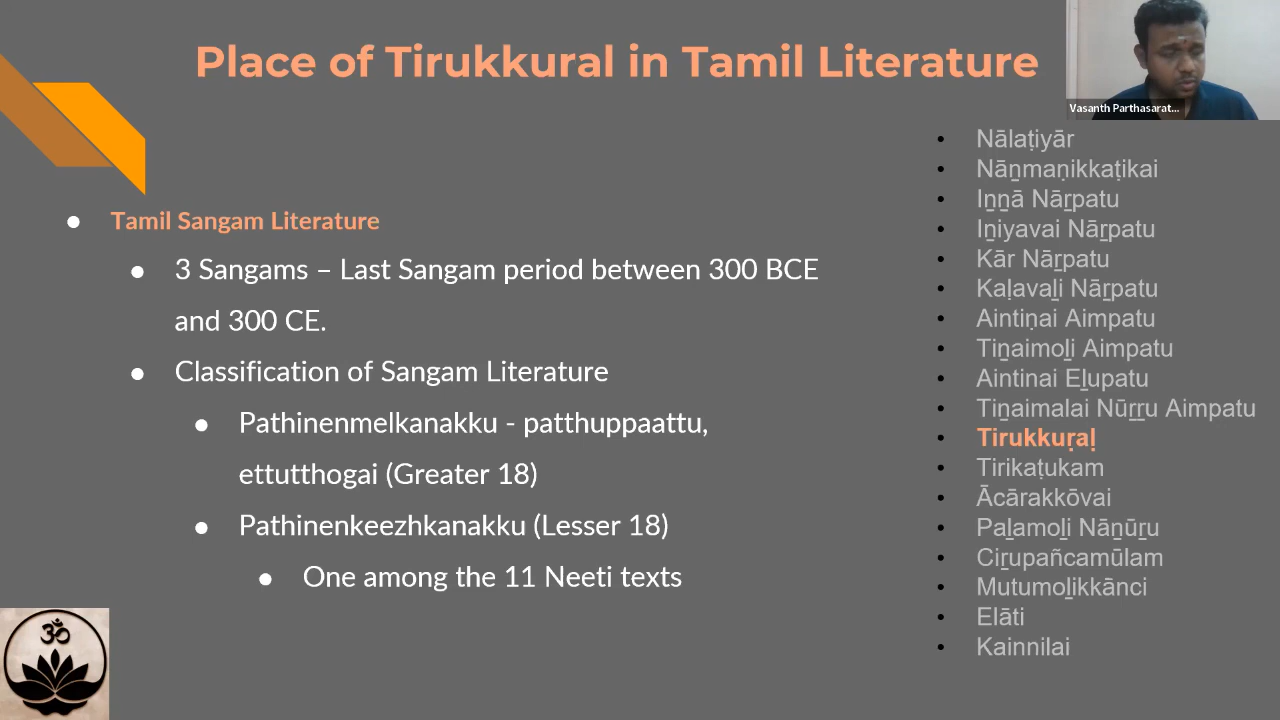 Place of Tirukkural in Tamil Literature
Vasanth Parthasarat...
Tamil Sangam Literature
3 Sangams – Last Sangam period between 300 BCE
and 300 CE.
Classification of Sangam Literature
Pathinenmelkanakku - patthuppaattu,
ettutthogai (Greater 18)
Pathinenkeezhkanakku (Lesser 18)
One among the 11 Neeti texts
Nālaṭiyār
Nāṉmaṇikkaṭikai
Iṉṉā Nāṟpatu
Iṉiyavai Nāṟpatu
Kār Nāṟpatu
Kaḷavaḻi Nāṟpatu
Aintiṇai Aimpatu
Tiṉaimoḻi Aimpatu
Aintinai Eḻupatu
Tiṉaimalai Nūṟṟu Aimpatu
Tirukkuṛaḷ
Tirikaṭukam
Ācārakkōvai
Paḻamoḻi Nāṉūṟu
Ciṟupañcamūlam
Mutumoḻikkānci
Elāti
Kainnilai
ॐ